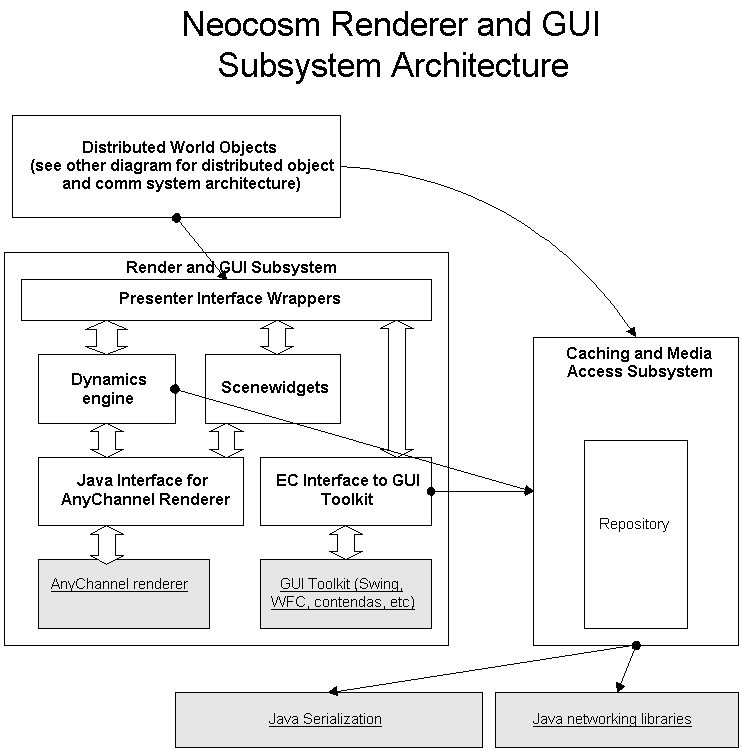 Neocosm Renderer and GUI
Subsystem Architecture
Distributed World Objects
(see other diagram for distributed object
and comm system architecture)
Render and GUI Subsystem
Presenter Interface Wrappers
Dynamics
engine
Scenewidgets
Java Interface for
AnyChannel Renderer
EC Interface to GUI
Toolkit
AnyChannel renderer
GUI Toolkit (Swing,
WFC, contendas, etc)
Caching and Media
Access Subsystem
Repository
Java Serialization
Java networking libraries